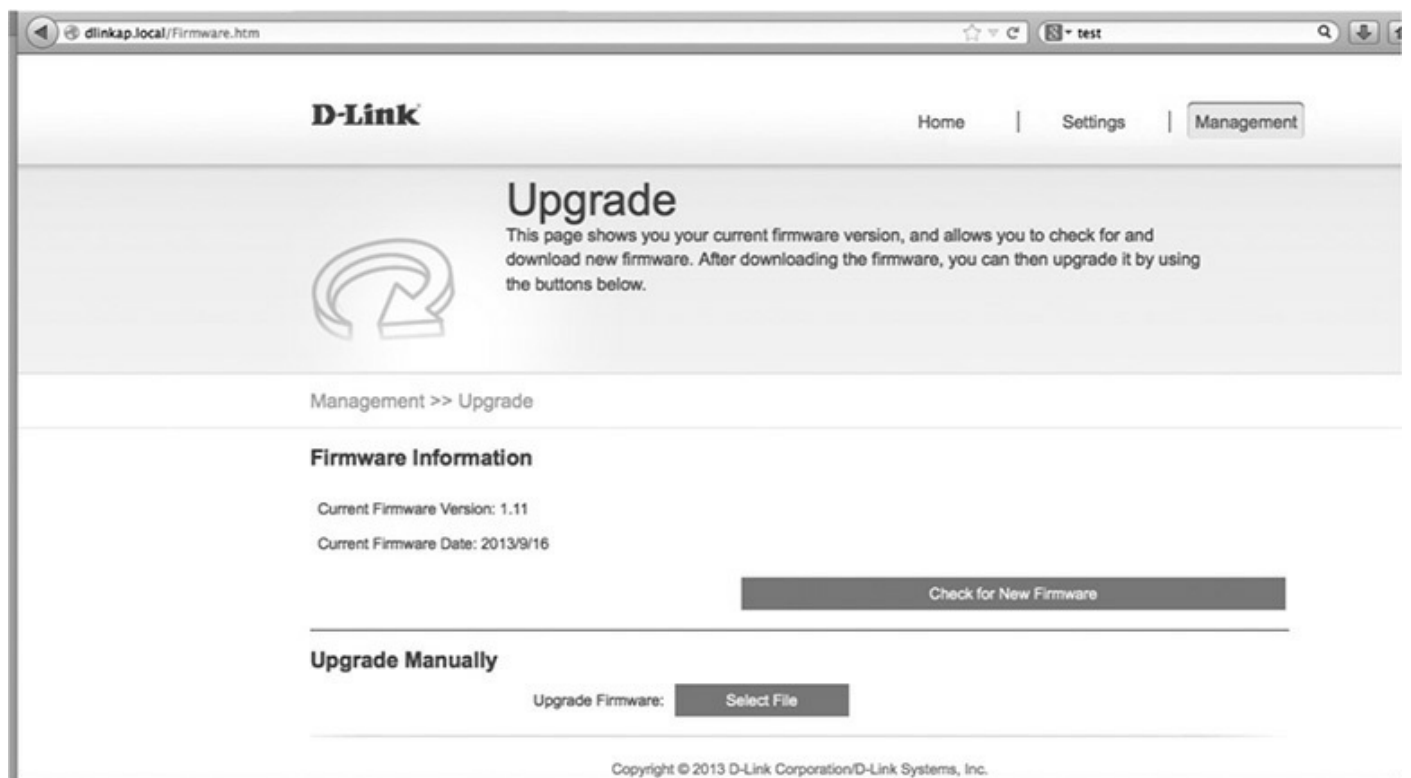 dlinkap.local/Firmware.htm
test
D-Link
Home | Settings | Management
Upgrade
This page shows you your current firmware version, and allows you to check for and
download new firmware. After downloading the firmware, you can then upgrade it by using
the buttons below.
Management >> Upgrade
Firmware Information
Current Firmware Version: 1.11
Current Firmware Date: 2013/9/16
Check for New Firmware
Upgrade Manually
Upgrade Firmware: Select File
Copyright © 2013 D-Link Corporation/D-Link Systems, Inc.